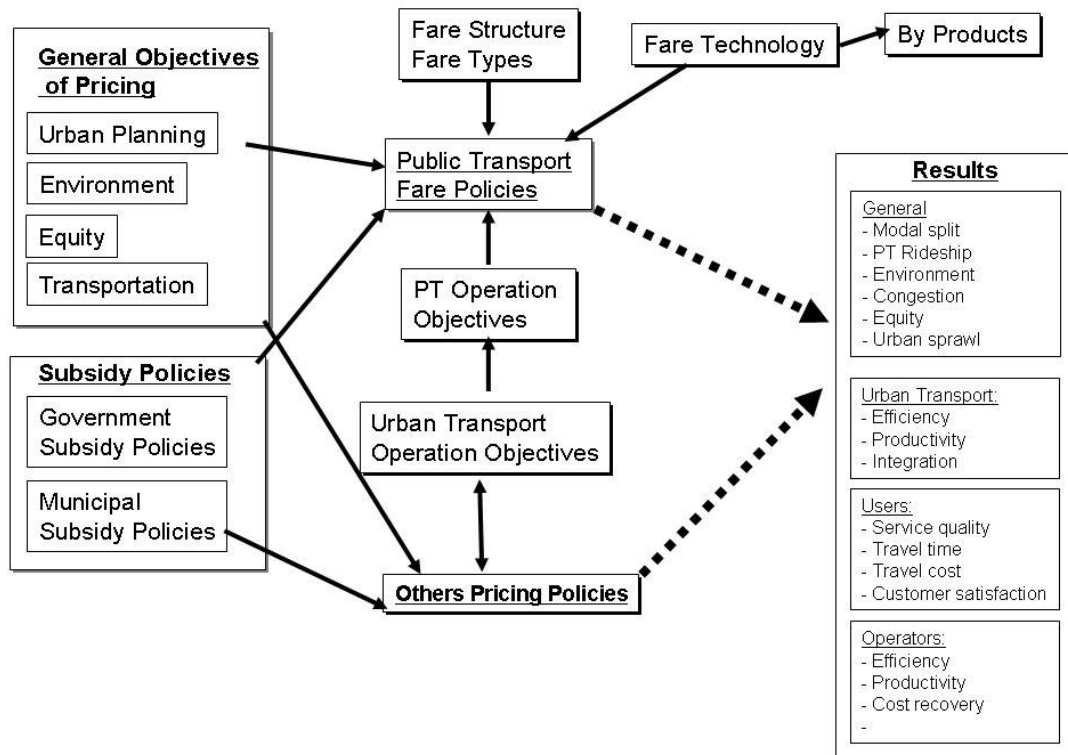 General Objectives
of Pricing
Urban Planning
Environment
Equity
Transportation
Subsidy Policies
Government
Subsidy Policies
Municipal
Subsidy Policies
Fare Structure
Fare Types
Fare Technology
By Products
Public Transport
Fare Policies
PT Operation
Objectives
Urban Transport
Operation Objectives
Others Pricing Policies
Results
General
- Modal split
- PT Rideship
- Environment
- Congestion
- Equity
- Urban sprawl
Urban Transport:
- Efficiency
- Productivity
- Integration
Users:
- Service quality
- Travel time
- Travel cost
- Customer satisfaction
Operators:
- Efficiency
- Productivity
- Cost recovery
-